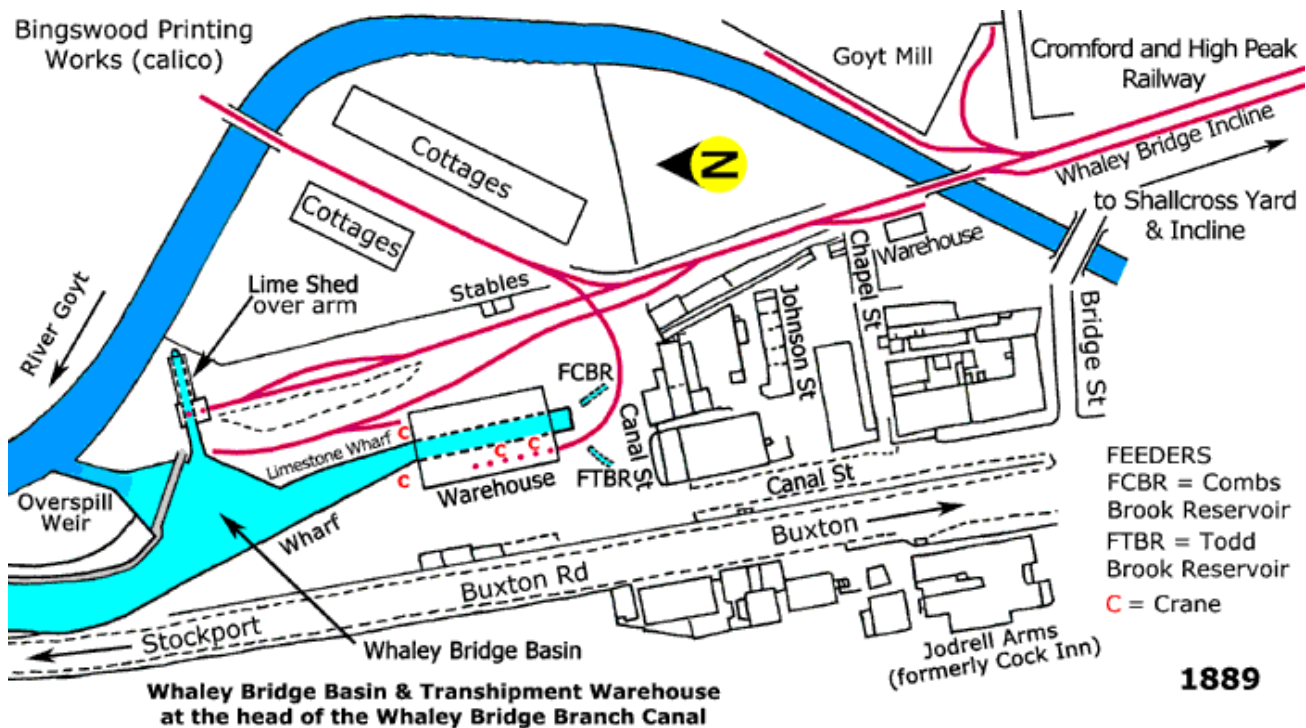 Bingswood Printing
Works (calico)
Goyt Mill
Cromford and High Peak
Railway
Whaley Bridge Incline
to Shallcross Yard
& Incline
N
Cottages
Cottages
Lime Shed
over arm
Stables
River Goyt
Chapel St
Warehouse
Johnson St
Bridge St
FCBR
Canal St
C
Limestone Wharf
C
C
FTBR
C
Warehouse
Overspill
Weir
Wharf
Canal St
Buxton
Buxton Rd
Stockport
Whaley Bridge Basin
FEEDERS
FCBR = Combs
Brook Reservoir
FTBR = Todd
Brook Reservoir
C = Crane
Jodrell Arms
(formerly Cock Inn)
Whaley Bridge Basin & Transhipment Warehouse
at the head of the Whaley Bridge Branch Canal
1889